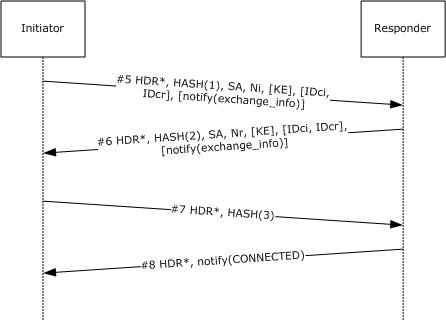 Initiator
Responder
#5 HDR*, HASH(1), SA, Ni, [KE], [IDci,
IDcr], [notify(exchange_info)]
#6 HDR*, HASH(2), SA, Nr, [KE], [IDci, IDcr],
[notify(exchange_info)]
#7 HDR*, HASH(3)
#8 HDR*, notify(CONNECTED)